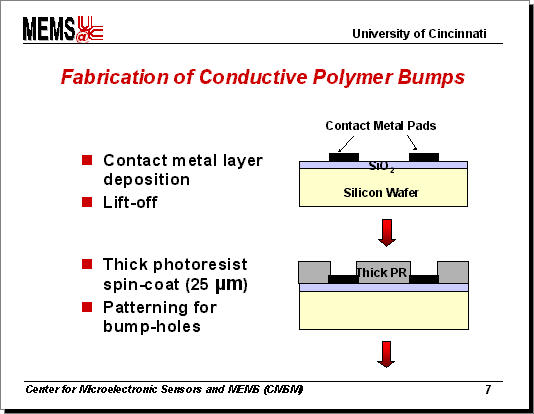 MEMS@UC
University of Cincinnati
Fabrication of Conductive Polymer Bumps
Contact Metal Pads
■ Contact metal layer
deposition
■ Lift-off
SiO2
Silicon Wafer
■ Thick photoresist
spin-coat (25 µm)
■ Patterning for
bump-holes
Thick PR
Center for Microelectronic Sensors and MEMS (CMSM)
7